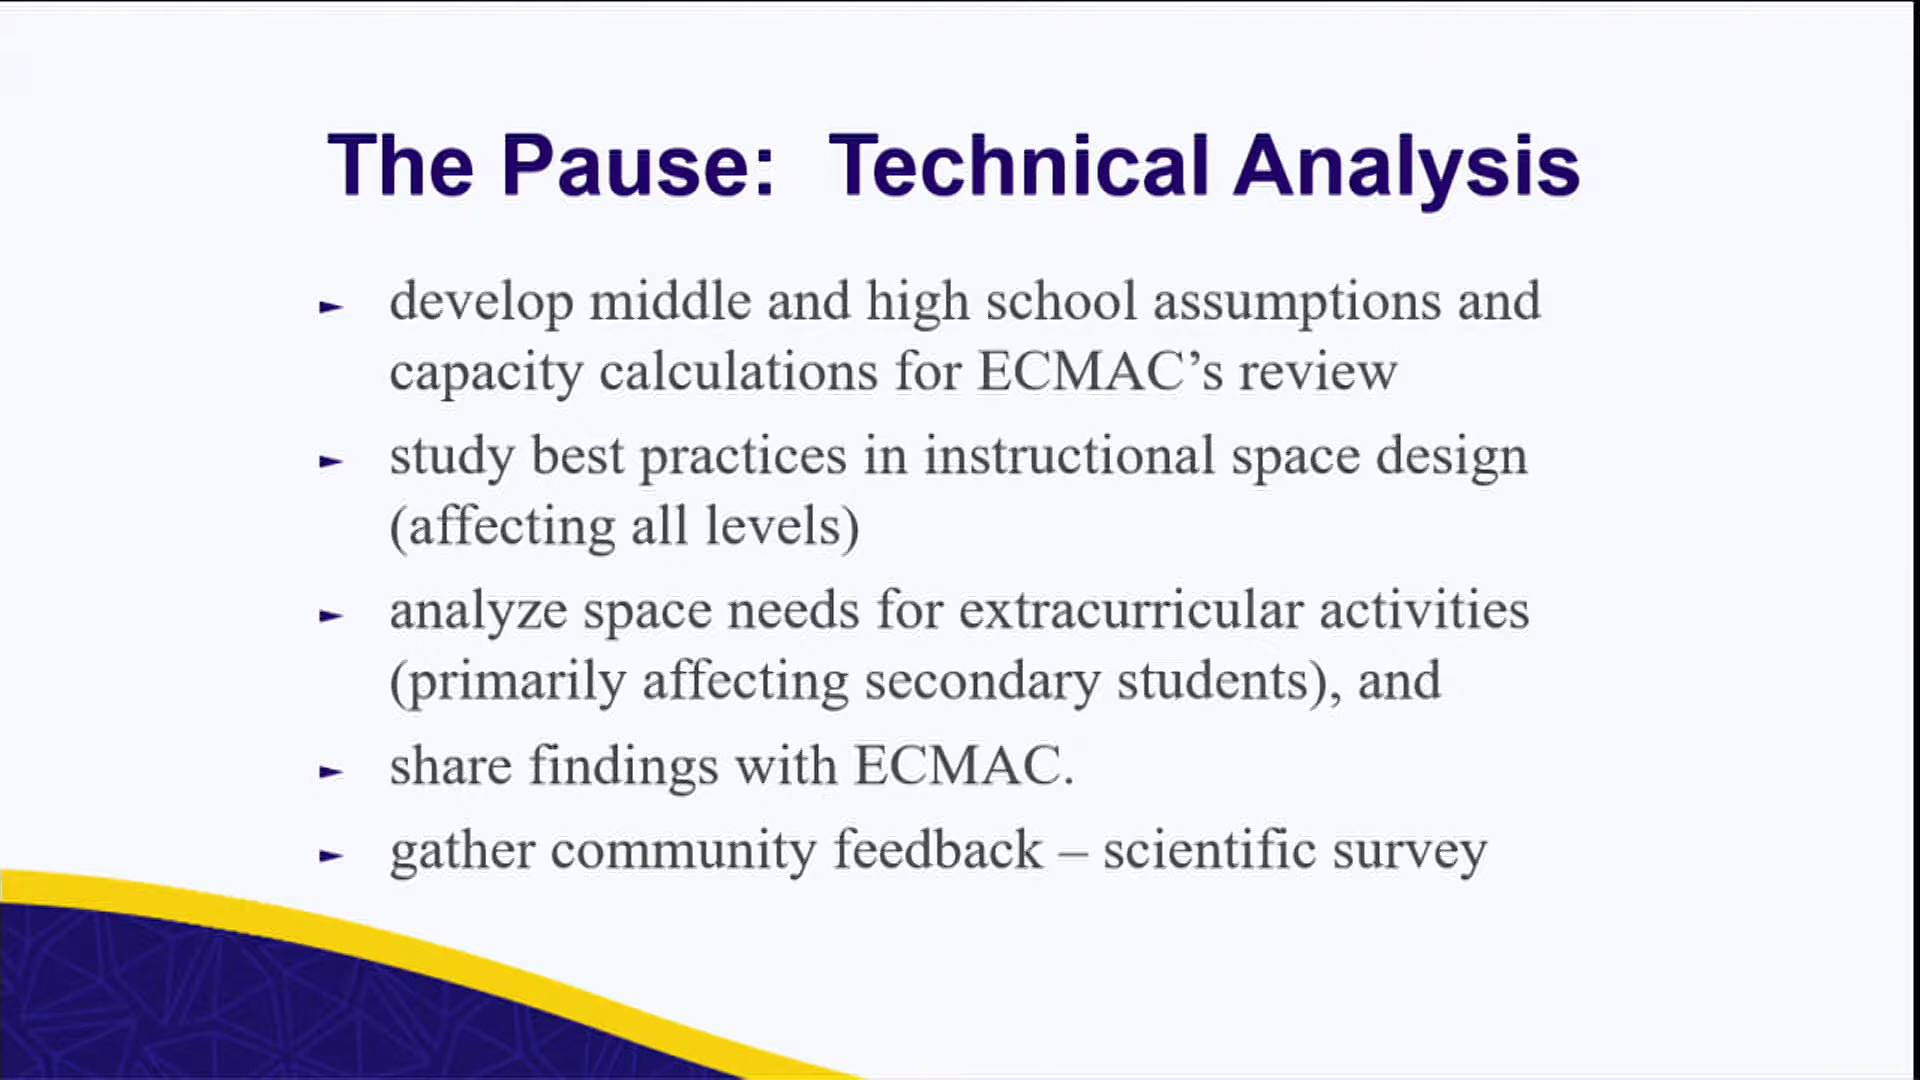 The Pause: Technical Analysis
► develop middle and high school assumptions and
capacity calculations for ECMAC’s review
► study best practices in instructional space design
(affecting all levels)
► analyze space needs for extracurricular activities
(primarily affecting secondary students), and
► share findings with ECMAC.
► gather community feedback – scientific survey